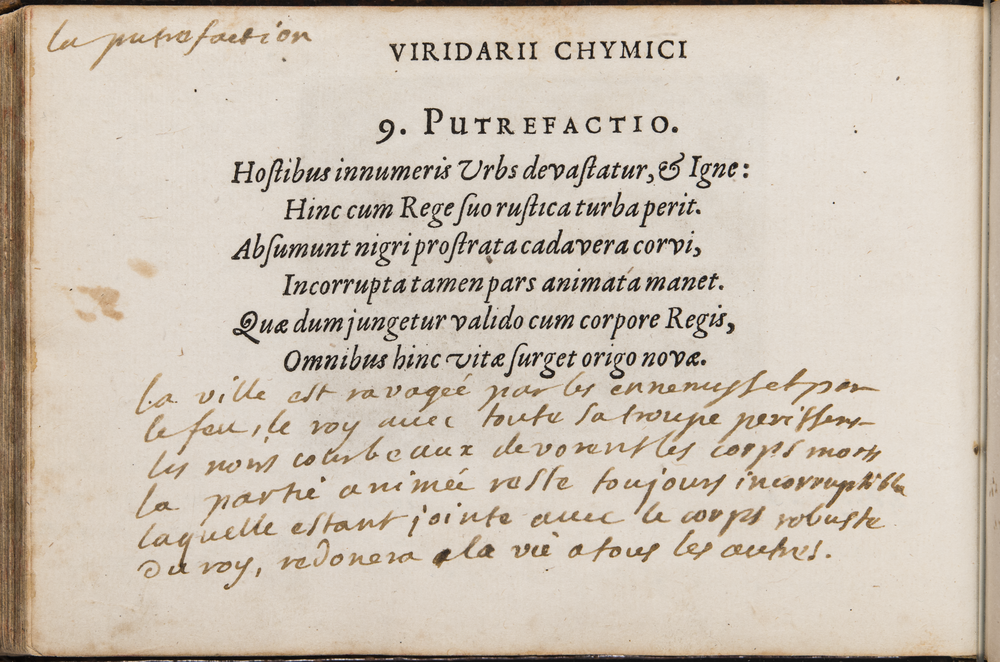 la putrefaction
VIRIDARII CHYMICI
9. PUTREFACTIO.
Hoſtibus innumeris Vrbs devaſtatur, & Igne:
Hinc cum Rege ſuo ruſtica turba perit.
Abſumunt nigri proſtrata cadavera corvi,
Incorrupta tamen pars animata manet.
Quæ dum jungetur valido cum corpore Regis,
Omnibus hinc vitæ ſurget origo novæ.
la ville est ravageé par les ennemys et par
le feu, le roy avec toute sa troupe perissent
les noirs courbeaux devorent les corps morts
la partie animée reste toujours incorruptible
laquelle estant jointe avec le corps robuste
du roy, redonera la vie a tous les autres.